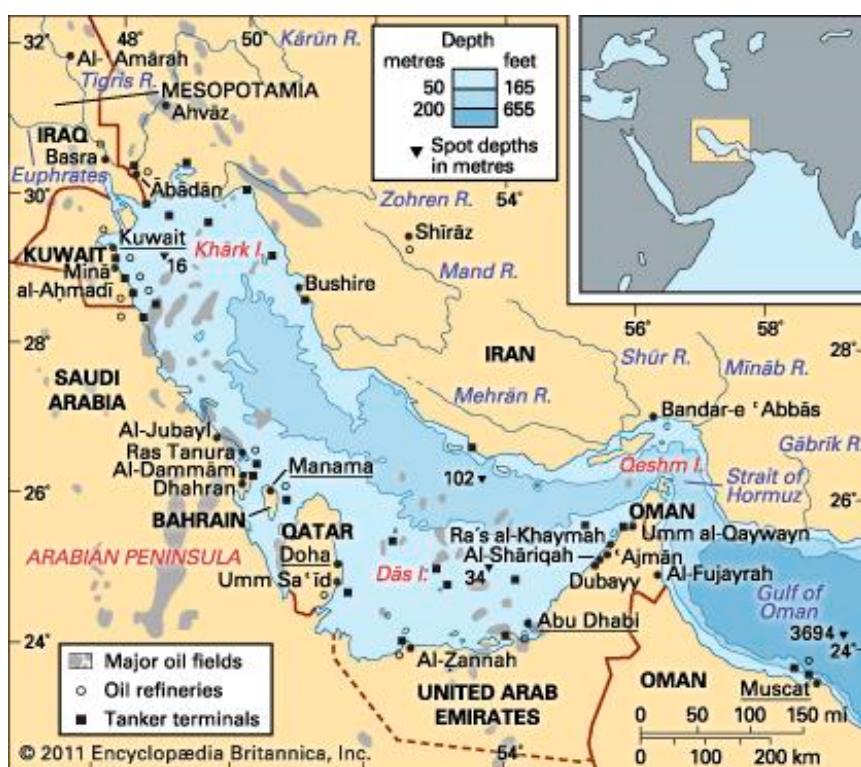 32°
48°
50°
Kārūn R.
Al-Amārah
Tigris R.
MESOPOTAMIA
Ahvāz
IRAQ
Basra
Euphrates
30°
Ābādān
Depth
metres feet
50 165
200 655
Spot depths
in metres
Zohren R.
54°
Shīrāz
Kuwait
KUWAIT
Khārk I.
16
Minā
al-Aḥmadī
Mand R.
Bushire
28°
56°
58°
28°
IRAN
Shūr R.
Mīnāb R.
Mehrān R.
SAUDI
ARABIA
Bandar-e ʿAbbās
Al-Jubayl
Ras Tanura
Al-Dammām
Dhahran
Manama
Gābrīk R.
Qeshm I.
102
Strait of
Hormuz
26°
26°
BAHRAIN
QATAR
OMAN
Doha
Umm Saʿīd
Raʾs al-Khaymah
Umm al-Qaywayn
Al-Shāriqah
ʿAjmān
34
Dubayy
Al-Fujayrah
ARABIAN PENINSULA
Dās I.
Gulf of
Oman
3694
24°
24°
Abu Dhabi
Al-Zannah
UNITED ARAB
EMIRATES
OMAN
Muscat
Major oil fields
Oil refineries
Tanker terminals
0 50 100 150 mi
0 100 200 km
54°
© 2011 Encyclopædia Britannica, Inc.